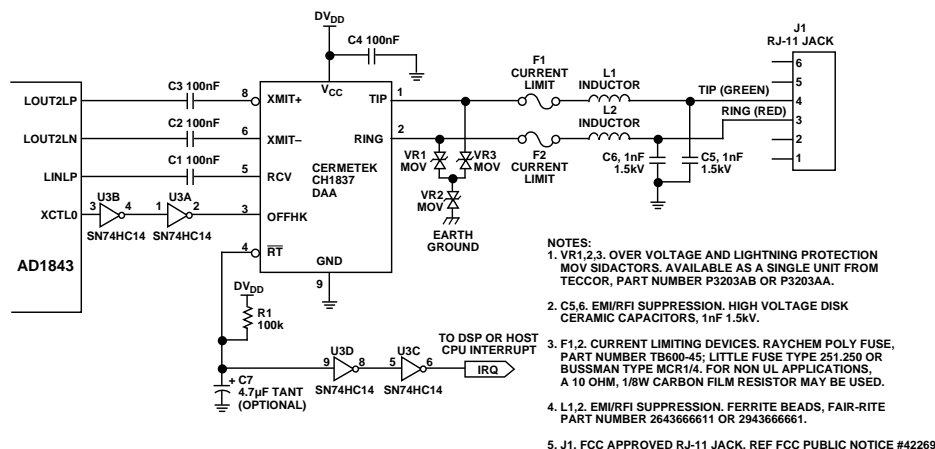 DVDD
C4 100nF
J1
RJ-11 JACK
F1
CURRENT
LIMIT
L1
INDUCTOR
6
5
4
3
2
1
TIP (GREEN)
RING (RED)
C3 100nF
LOUT2LP
8
XMIT+
VCC
TIP
1
C2 100nF
LOUT2LN
6
XMIT–
RING
2
L2
INDUCTOR
C1 100nF
LINLP
5
RCV
CERMETEK
CH1837
DAA
VR1
MOV
VR3
MOV
F2
CURRENT
LIMIT
C6, 1nF
1.5kV
C5, 1nF
1.5kV
U3B
U3A
XCTL0
3
4
1
2
3
OFFHK
SN74HC14
SN74HC14
VR2
MOV
EARTH
GROUND
4
RT
AD1843
GND
9
DVDD
R1
100k
U3D
U3C
9
8
5
6
SN74HC14
SN74HC14
TO DSP OR HOST
CPU INTERRUPT
IRQ
+
C7
4.7µF TANT
(OPTIONAL)
NOTES:
1. VR1,2,3. OVER VOLTAGE AND LIGHTNING PROTECTION
MOV SIDACTORS. AVAILABLE AS A SINGLE UNIT FROM
TECCOR, PART NUMBER P3203AB OR P3203AA.
2. C5,6. EMI/RFI SUPPRESSION. HIGH VOLTAGE DISK
CERAMIC CAPACITORS, 1nF 1.5kV.
3. F1,2. CURRENT LIMITING DEVICES. RAYCHEM POLY FUSE,
PART NUMBER TB600-45; LITTLE FUSE TYPE 251.250 OR
BUSSMAN TYPE MCR1/4. FOR NON UL APPLICATIONS,
A 10 OHM, 1/8W CARBON FILM RESISTOR MAY BE USED.
4. L1,2. EMI/RFI SUPPRESSION. FERRITE BEADS, FAIR-RITE
PART NUMBER 2643666611 OR 2943666661.
5. J1. FCC APPROVED RJ-11 JACK. REF FCC PUBLIC NOTICE #42269